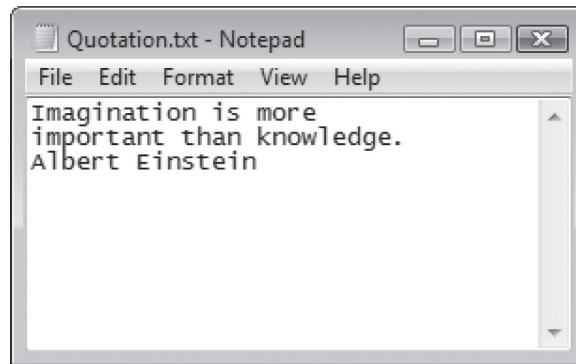 Quotation.txt - Notepad
File Edit Format View Help
Imagination is more
important than knowledge.
Albert Einstein